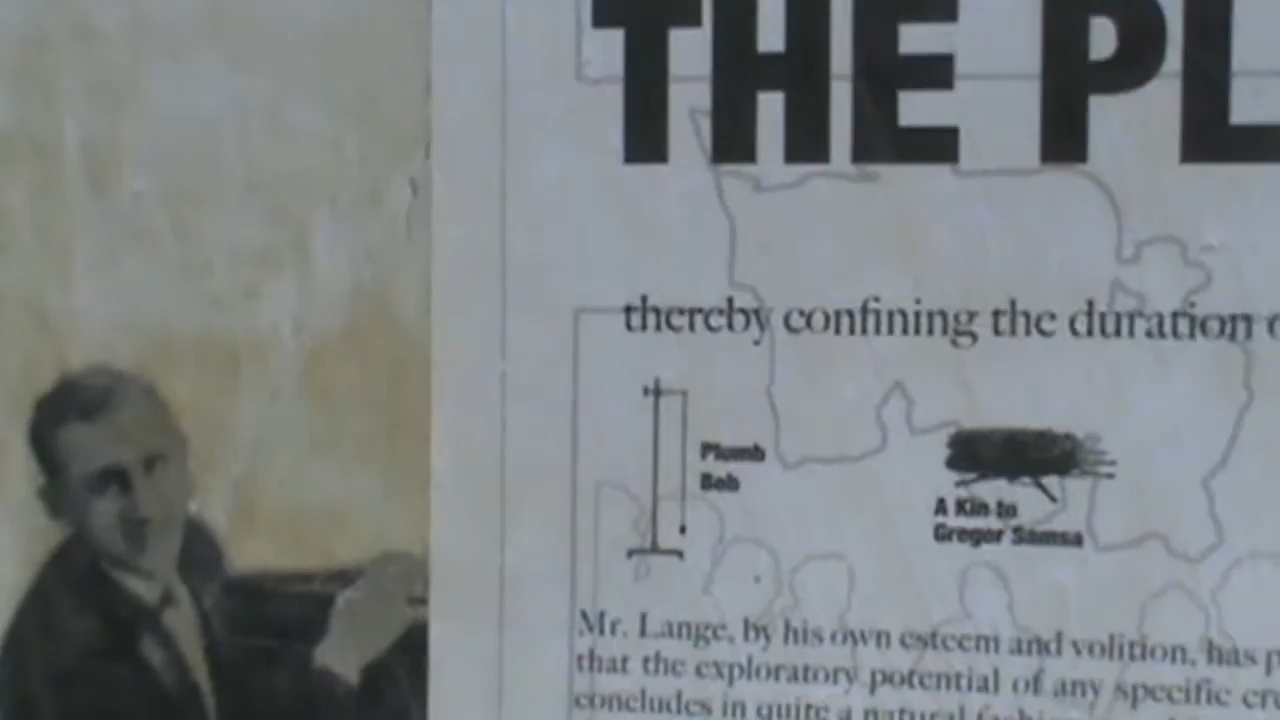 THE PL
thereby confining the duration o
Plumb
Bob
A Kin to
Gregor Samsa
Mr. Lange, by his own esteem and volition, has p
that the exploratory potential of any specific cre
concludes in quite a natural